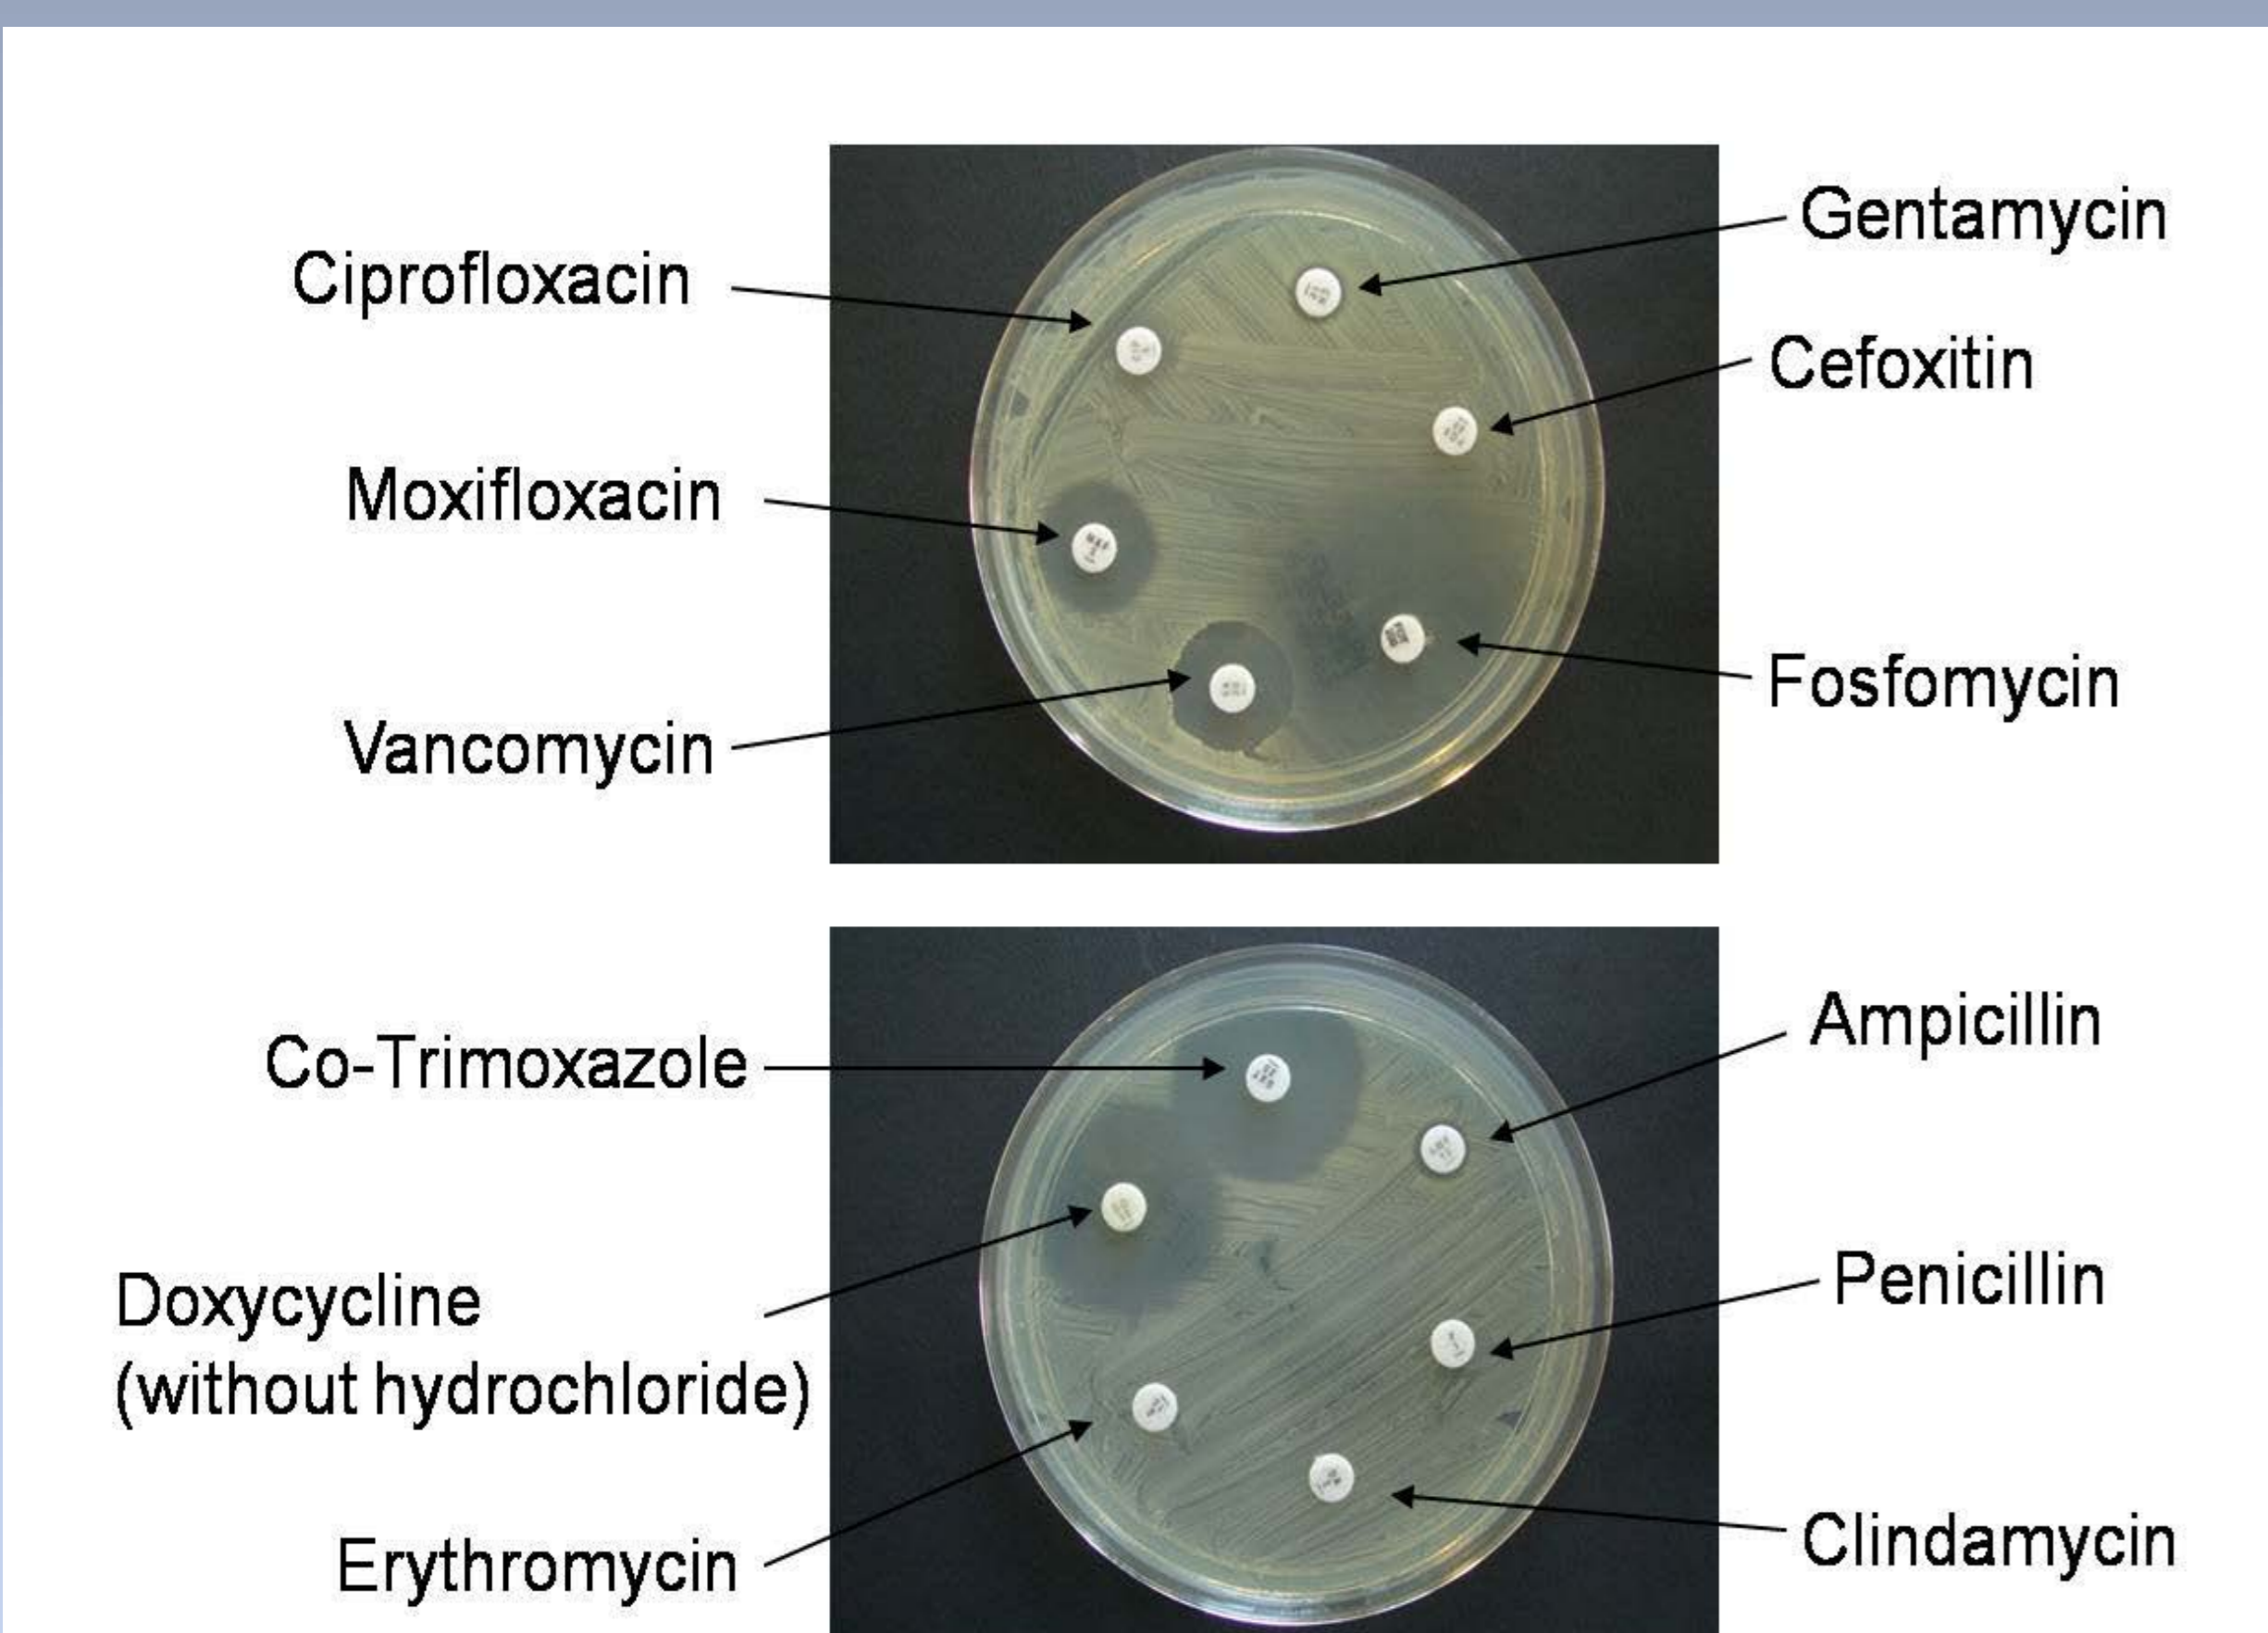 Gentamycin
Ciprofloxacin
Cefoxitin
Moxifloxacin
Fosfomycin
Vancomycin
Ampicillin
Co-Trimoxazole
Penicillin
Doxycycline
(without hydrochloride)
Clindamycin
Erythromycin